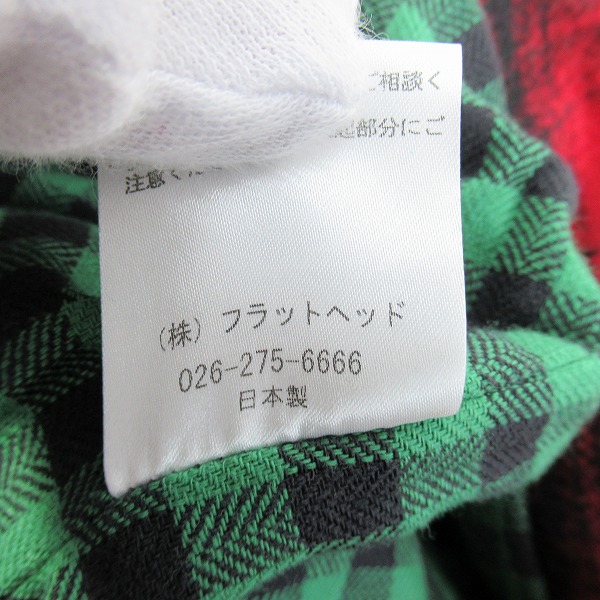 ご相談く
部分にご
注意くだ
(株) フラットヘッド
026-275-6666
日本製